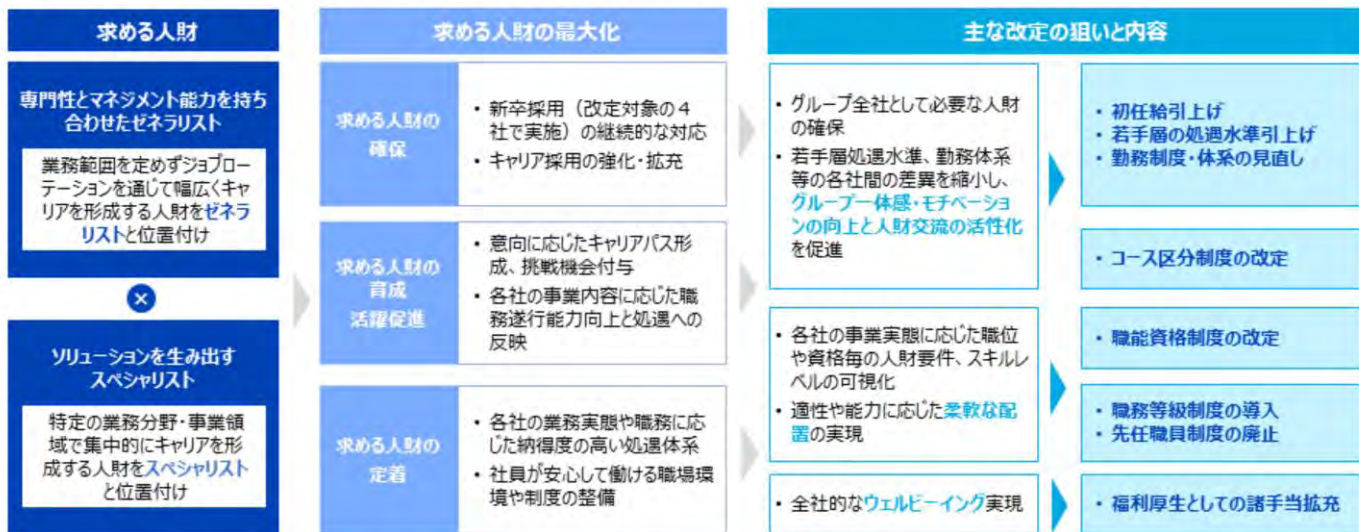 求める人財
専門性とマネジメント能力を持ち
合わせたゼネラリスト
業務範囲を定めずジョブロー
テーションを通じて幅広くキャ
リアを形成する人財をゼネラ
リストと位置付け
×
ソリューションを生み出す
スペシャリスト
特定の業務分野・事業領
域で集中的にキャリアを形
成する人財をスペシャリスト
と位置付け
求める人財の最大化
求める人財の
確保
・ 新卒採用（改定対象の４
社で実施）の継続的な対応
・ キャリア採用の強化・拡充
求める人財の
育成
活躍促進
・ 意向に応じたキャリアパス形
成、挑戦機会付与
・ 各社の事業内容に応じた職
務遂行能力向上と処遇への
反映
求める人財の
定着
・ 各社の業務実態や職務に応
じた納得度の高い処遇体系
・ 社員が安心して働ける職場環
境や制度の整備
主な改定の狙いと内容
・ グループ全社として必要な人財
の確保
・ 若手層処遇水準、勤務体系
等の各社間の差異を縮小し、
グループ一体感・モチベーショ
ンの向上と人財交流の活性化
を促進
・ 各社の事業実態に応じた職位
や資格毎の人財要件、スキルレ
ベルの可視化
・ 適性や能力に応じた柔軟な配
置の実現
・ 全社的なウェルビーイング実現
・ 初任給引上げ
・ 若手層の処遇水準引上げ
・ 勤務制度・体系の見直し
・ コース区分制度の改定
・ 職能資格制度の改定
・ 職務等級制度の導入
・ 先任職員制度の廃止
・ 福利厚生としての諸手当拡充